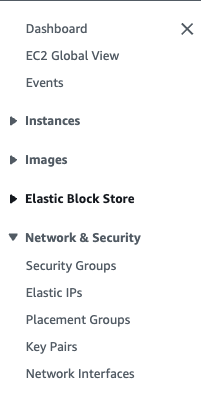 Dashboard
EC2 Global View
Events
Instances
Images
Elastic Block Store
Network & Security
Security Groups
Elastic IPs
Placement Groups
Key Pairs
Network Interfaces